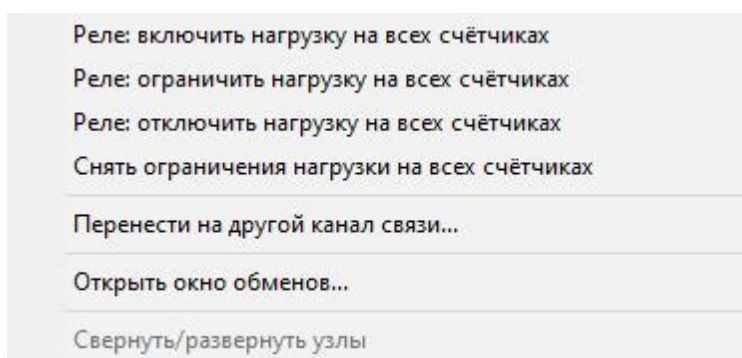 Реле: включить нагрузку на всех счётчиках
Реле: ограничить нагрузку на всех счётчиках
Реле: отключить нагрузку на всех счётчиках
Снять ограничения нагрузки на всех счётчиках
Перенести на другой канал связи...
Открыть окно обменов...
Свернуть/развернуть узлы